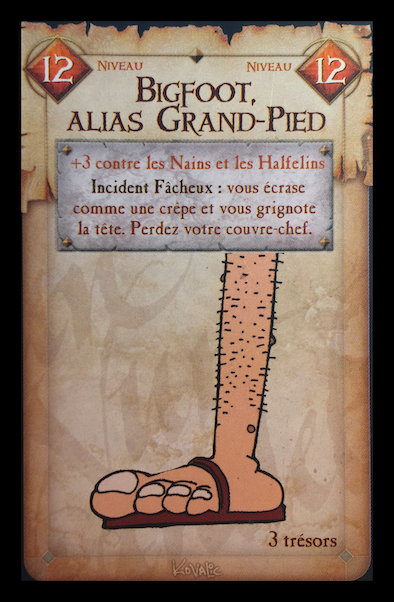 12 Niveau Niveau 12
Bigfoot,
alias Grand-Pied
+3 contre les Nains et les Halfelins
Incident Fâcheux : vous écrase
comme une crêpe et vous grignote
la tête. Perdez votre couvre-chef.
3 trésors
Kovalic